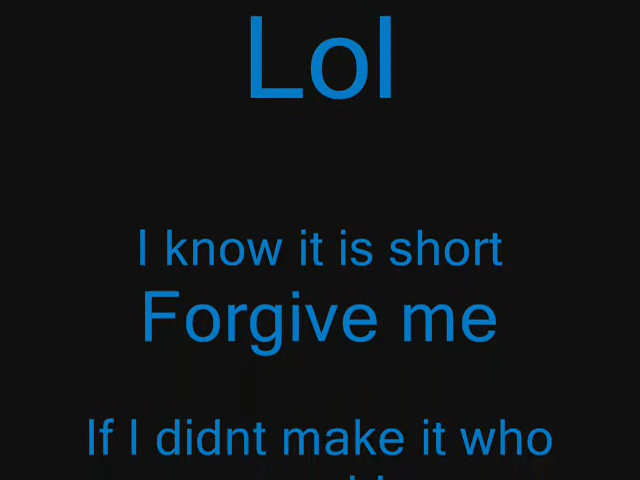 Lol
I know it is short
Forgive me
If I didnt make it who